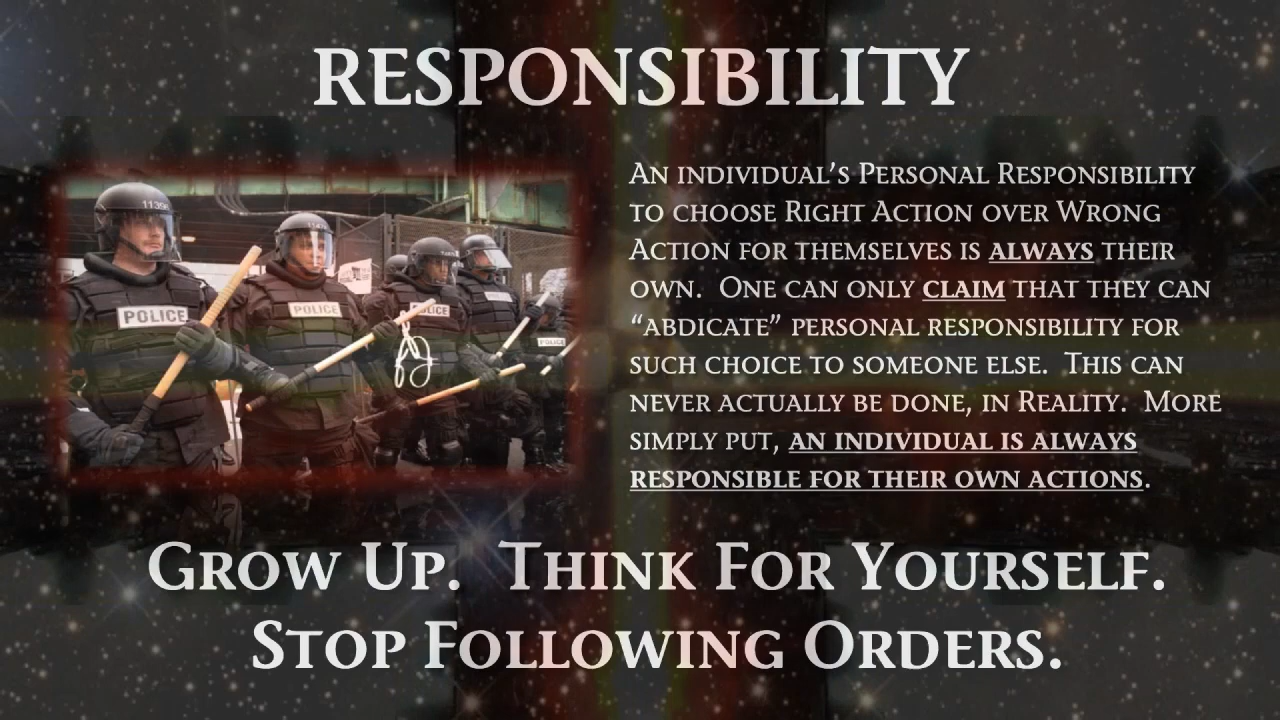 RESPONSIBILITY
AN INDIVIDUAL'S PERSONAL RESPONSIBILITY
TO CHOOSE RIGHT ACTION OVER WRONG
ACTION FOR THEMSELVES IS ALWAYS THEIR
OWN. ONE CAN ONLY CLAIM THAT THEY CAN
“ABDICATE” PERSONAL RESPONSIBILITY FOR
SUCH CHOICE TO SOMEONE ELSE. THIS CAN
NEVER ACTUALLY BE DONE, IN REALITY. MORE
SIMPLY PUT, AN INDIVIDUAL IS ALWAYS
RESPONSIBLE FOR THEIR OWN ACTIONS.
POLICE
POLICE
POLICE
POLICE
GROW UP. THINK FOR YOURSELF.
STOP FOLLOWING ORDERS.